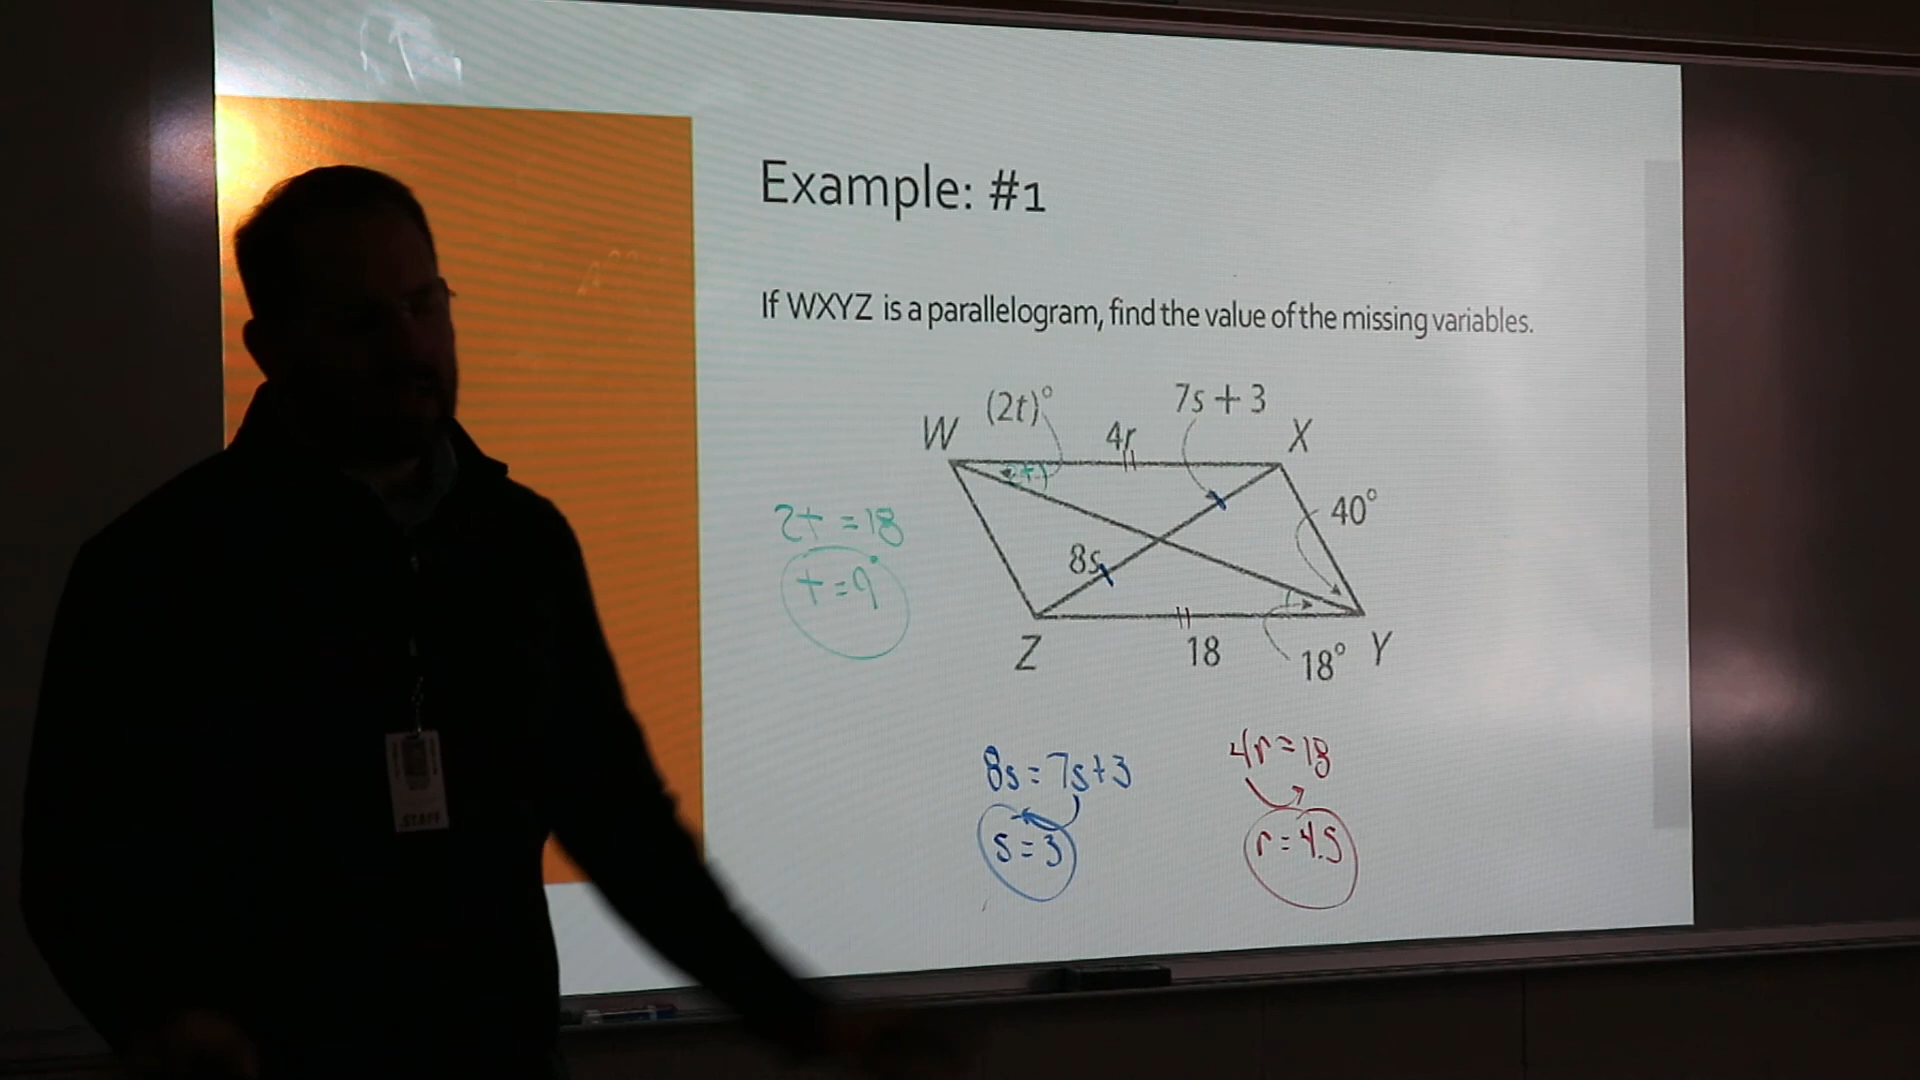 Example: #1
If WXYZ is a parallelogram, find the value of the missing variables.
(2t)°
7s + 3
W
4r
X
40°
2t = 18
8s
t = 9°
Z
18
18°
Y
8s = 7s + 3
4r = 18
s = 3
r = 4.5
STAFF